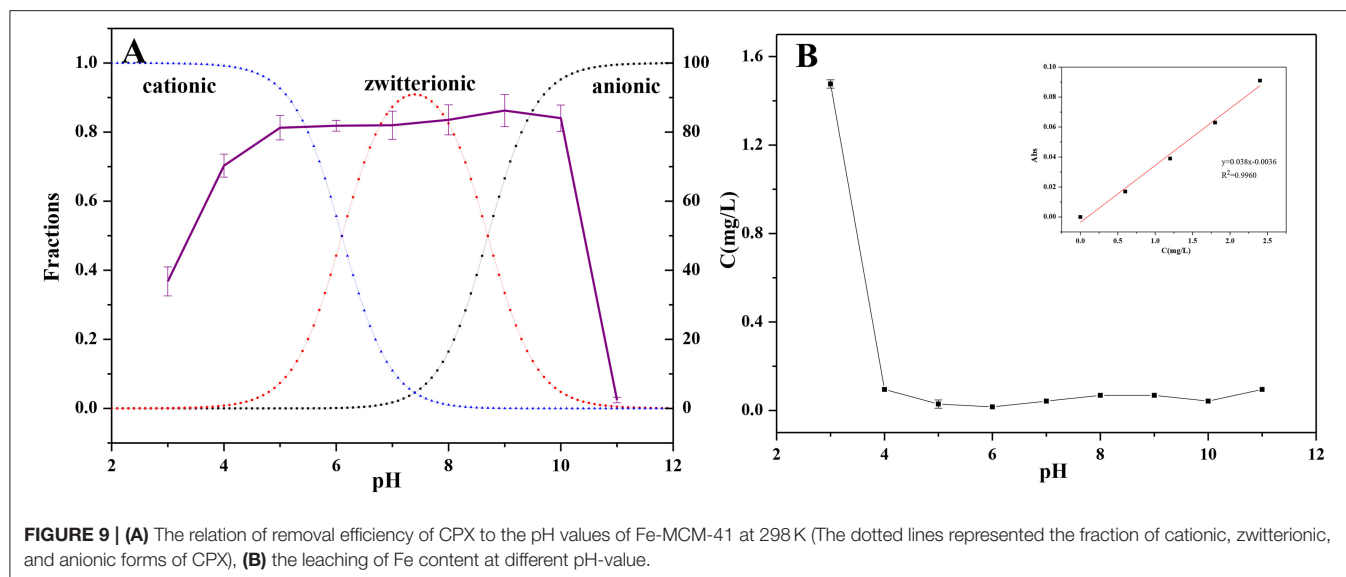 A
cationic
zwitterionic
anionic
Fractions
1.0
0.8
0.6
0.4
0.2
0.0
100
80
60
40
20
0
2 4 6 8 10 12
pH
B
C(mg/L)
1.6
1.2
0.8
0.4
0.0
2 4 6 8 10 12
pH
Abs
0.10
0.08
0.06
0.04
0.02
0.00
y=0.038x-0.0036
R²=0.9960
0.0 0.5 1.0 1.5 2.0 2.5
C(mg/L)
FIGURE 9 | (A) The relation of removal efficiency of CPX to the pH values of Fe-MCM-41 at 298 K (The dotted lines represented the fraction of cationic, zwitterionic,
and anionic forms of CPX), (B) the leaching of Fe content at different pH-value.